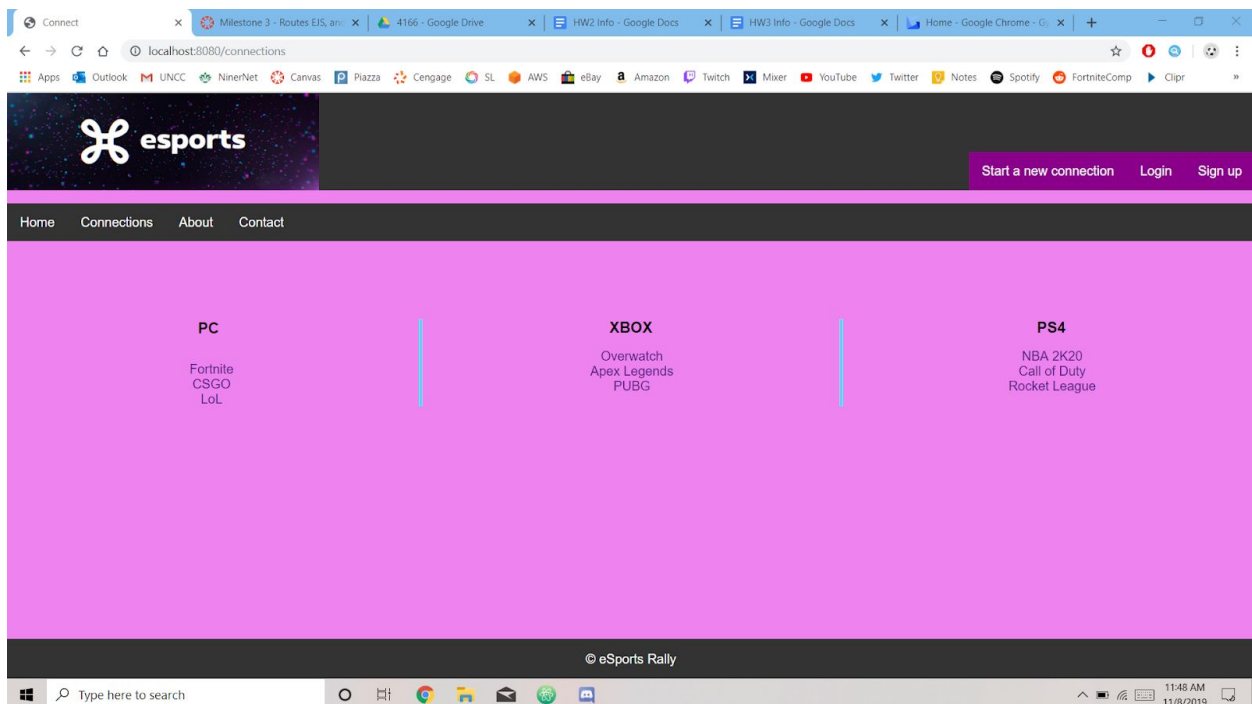 Connect
Milestone 3 - Routes EJS, an
4166 - Google Drive
HW2 Info - Google Docs
HW3 Info - Google Docs
Home - Google Chrome - G
localhost:8080/connections
Apps Outlook UNCC NinerNet Canvas Piazza Cengage SL AWS eBay Amazon Twitch Mixer YouTube Twitter Notes Spotify FortniteComp Clipr »
esports
Start a new connection Login Sign up
Home Connections About Contact
PC
Fortnite
CSGO
LoL
XBOX
Overwatch
Apex Legends
PUBG
PS4
NBA 2K20
Call of Duty
Rocket League
© eSports Rally
Type here to search
11:48 AM
11/8/2019